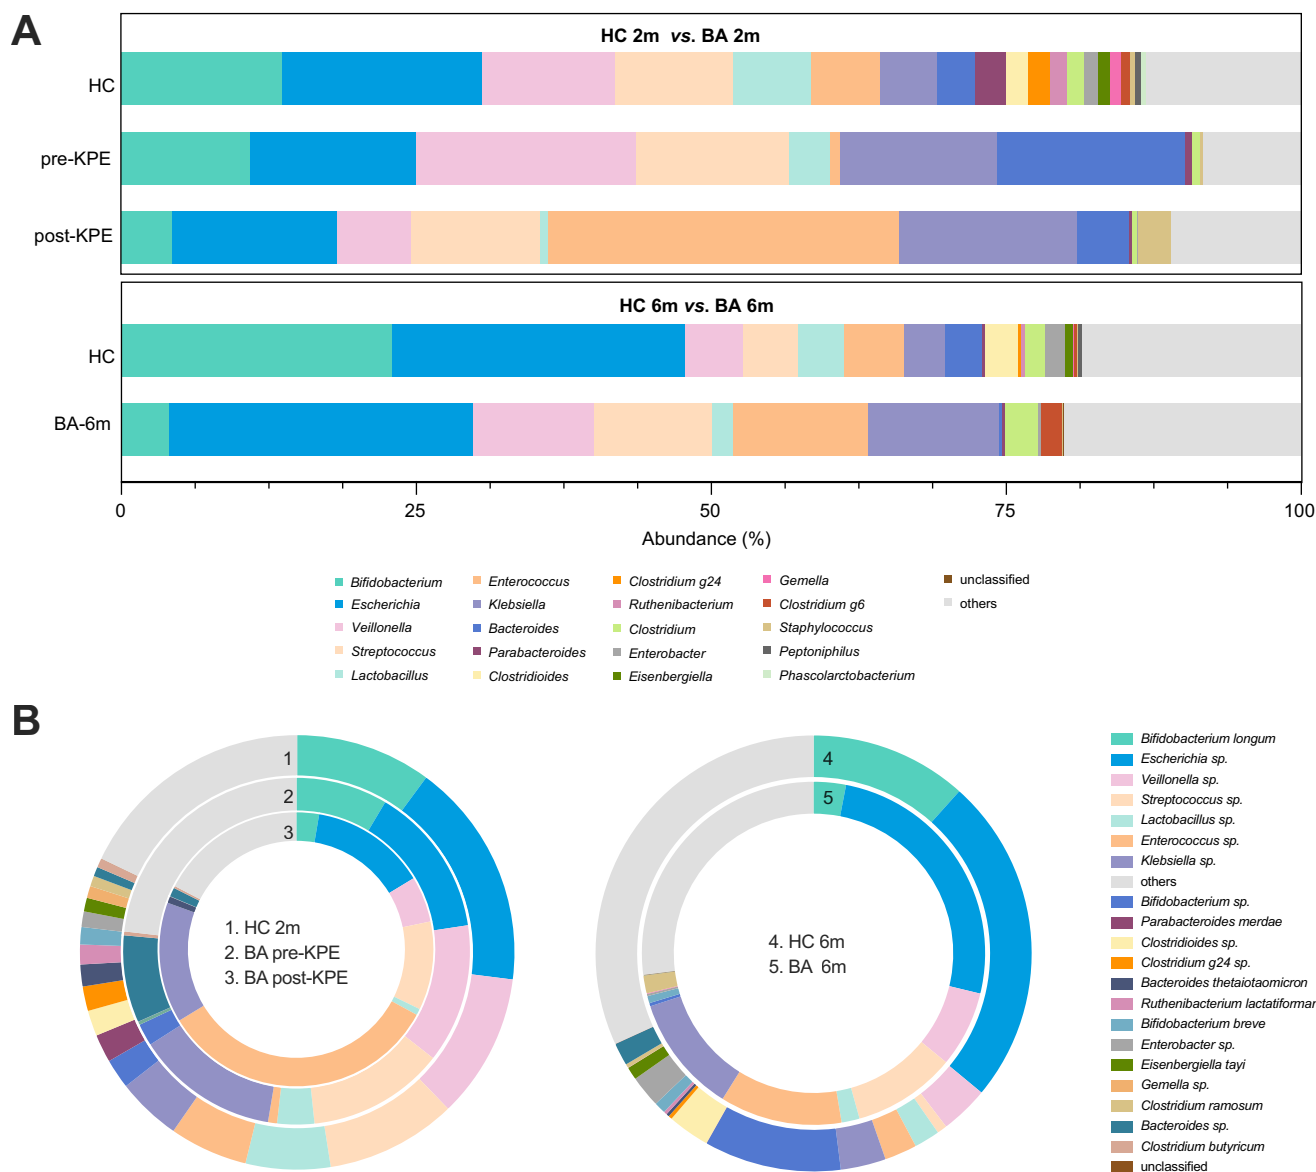 A
HC 2m vs. BA 2m
HC
pre-KPE
post-KPE
HC 6m vs. BA 6m
HC
BA-6m
0 25 50 75 100
Abundance (%)
Bifidobacterium Enterococcus Clostridium g24 Gemella unclassified
Escherichia Klebsiella Ruthenibacterium Clostridium g6 others
Veillonella Bacteroides Clostridium Staphylococcus
Streptococcus Parabacteroides Enterobacter Peptoniphilus
Lactobacillus Clostridioides Eisenbergiella Phascolarctobacterium
B
1
2
3
1. HC 2m
2. BA pre-KPE
3. BA post-KPE
4
5
4. HC 6m
5. BA 6m
Bifidobacterium longum
Escherichia sp.
Veillonella sp.
Streptococcus sp.
Lactobacillus sp.
Enterococcus sp.
Klebsiella sp.
others
Bifidobacterium sp.
Parabacteroides merdae
Clostridioides sp.
Clostridium g24 sp.
Bacteroides thetaiotaomicron
Ruthenibacterium lactatiformar
Bifidobacterium breve
Enterobacter sp.
Eisenbergiella tayi
Gemella sp.
Clostridium ramosum
Bacteroides sp.
Clostridium butyricum
unclassified